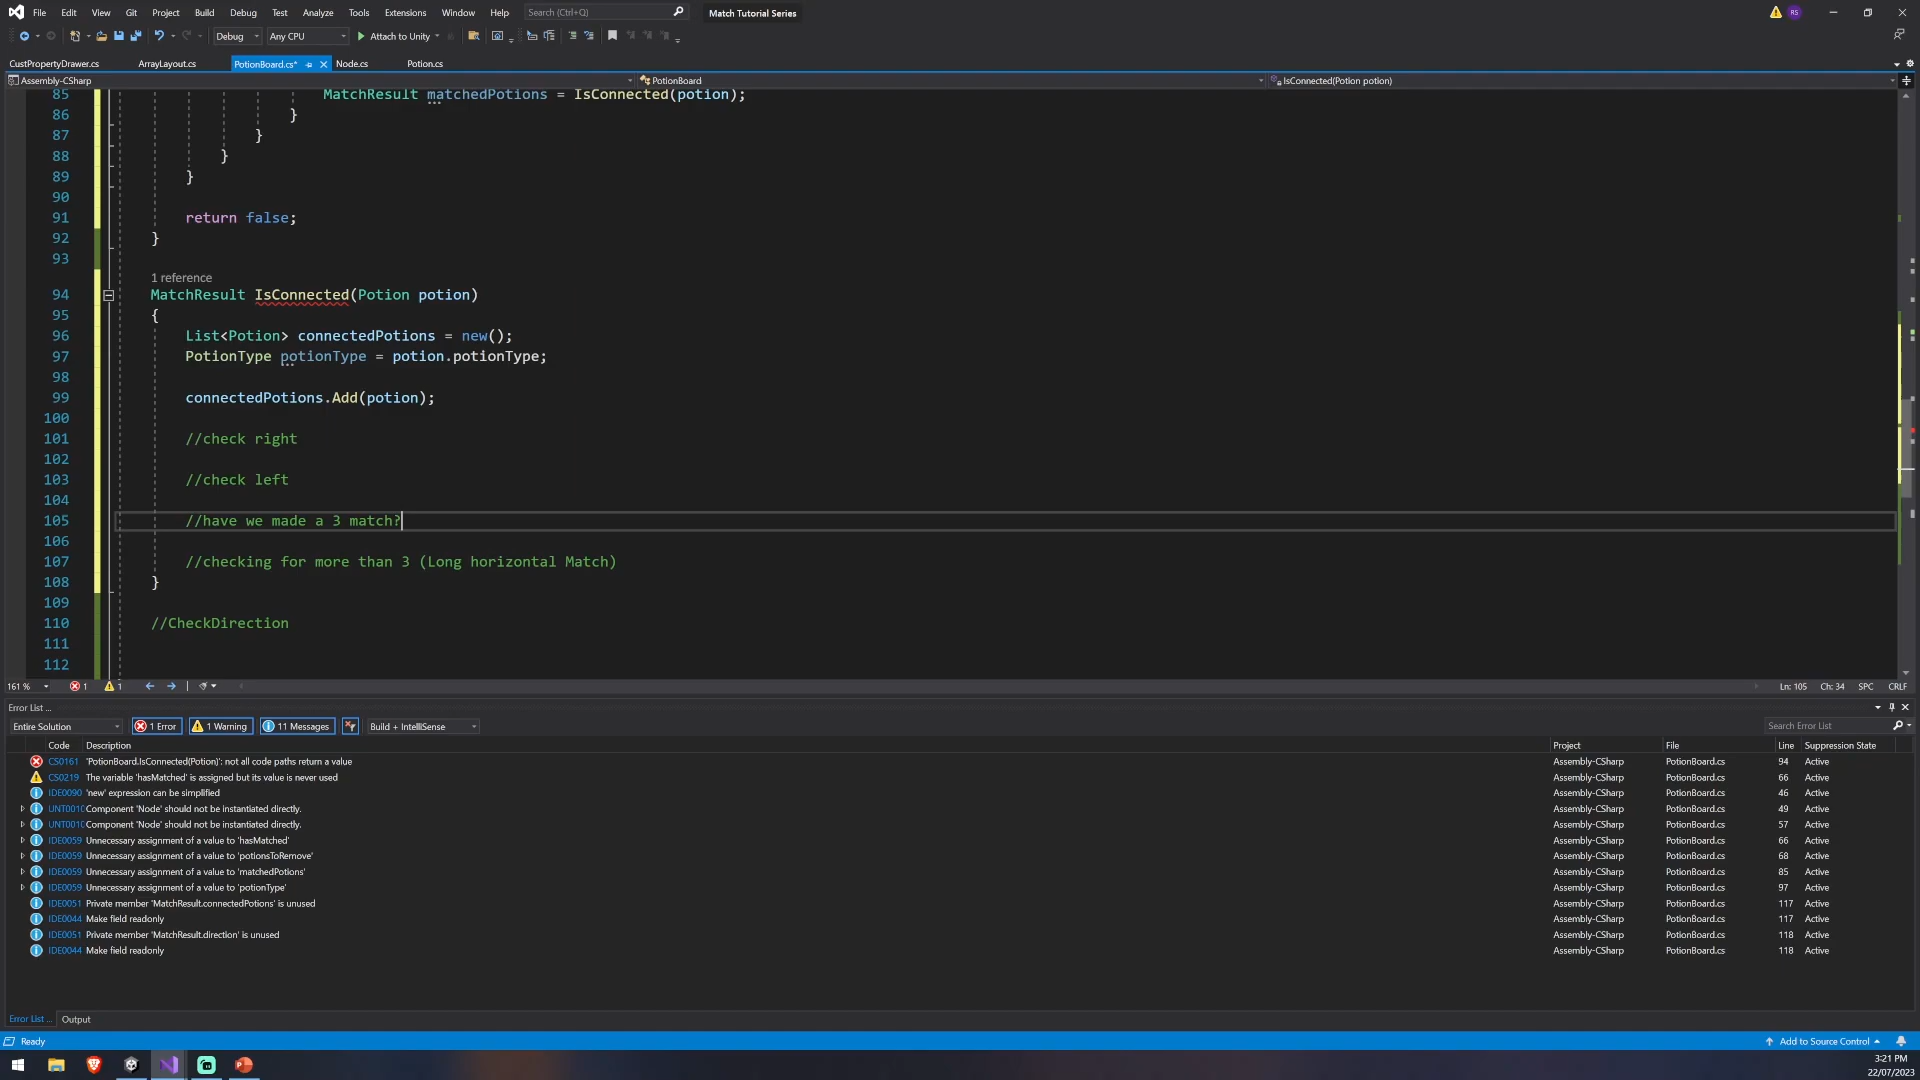 File Edit View Git Project Build Debug Test Analyze Tools Extensions Window Help Search (Ctrl+Q) Match Tutorial Series RS
Debug Any CPU Attach to Unity
CustPropertyDrawer.cs ArrayLayout.cs PotionBoard.cs* Node.cs Potion.cs
Assembly-CSharp PotionBoard IsConnected(Potion potion)
85 MatchResult matchedPotions = IsConnected(potion);
86 }
87 }
88 }
89 }
90
91 return false;
92 }
93
1 reference
94 MatchResult IsConnected(Potion potion)
95 {
96 List<Potion> connectedPotions = new();
97 PotionType potionType = potion.potionType;
98
99 connectedPotions.Add(potion);
100
101 //check right
102
103 //check left
104
105 //have we made a 3 match?
106
107 //checking for more than 3 (Long horizontal Match)
108 }
109
110 //CheckDirection
111
112
161 % 1 1 Ln: 105 Ch: 34 SPC CRLF
Error List ...
Entire Solution 1 Error 1 Warning 11 Messages Build + IntelliSense Search Error List
Code Description Project File Line Suppression State
CS0161 'PotionBoard.IsConnected(Potion)': not all code paths return a value Assembly-CSharp PotionBoard.cs 94 Active
CS0219 The variable 'hasMatched' is assigned but its value is never used Assembly-CSharp PotionBoard.cs 66 Active
IDE0090 'new' expression can be simplified Assembly-CSharp PotionBoard.cs 46 Active
UNT0010 Component 'Node' should not be instantiated directly. Assembly-CSharp PotionBoard.cs 49 Active
UNT0010 Component 'Node' should not be instantiated directly. Assembly-CSharp PotionBoard.cs 57 Active
IDE0059 Unnecessary assignment of a value to 'hasMatched' Assembly-CSharp PotionBoard.cs 66 Active
IDE0059 Unnecessary assignment of a value to 'potionsToRemove' Assembly-CSharp PotionBoard.cs 68 Active
IDE0059 Unnecessary assignment of a value to 'matchedPotions' Assembly-CSharp PotionBoard.cs 85 Active
IDE0059 Unnecessary assignment of a value to 'potionType' Assembly-CSharp PotionBoard.cs 97 Active
IDE0051 Private member 'MatchResult.connectedPotions' is unused Assembly-CSharp PotionBoard.cs 117 Active
IDE0044 Make field readonly Assembly-CSharp PotionBoard.cs 117 Active
IDE0051 Private member 'MatchResult.direction' is unused Assembly-CSharp PotionBoard.cs 118 Active
IDE0044 Make field readonly Assembly-CSharp PotionBoard.cs 118 Active
Error List ... Output
Ready Add to Source Control
3:21 PM
22/07/2023